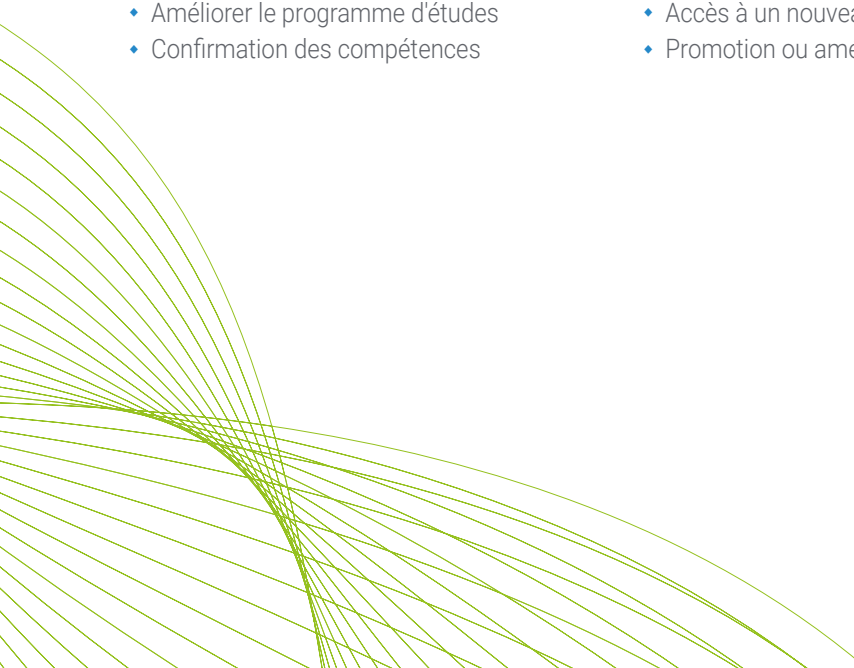 Améliorer le programme d'études
Confirmation des compétences
Accès à un
Promotion ou